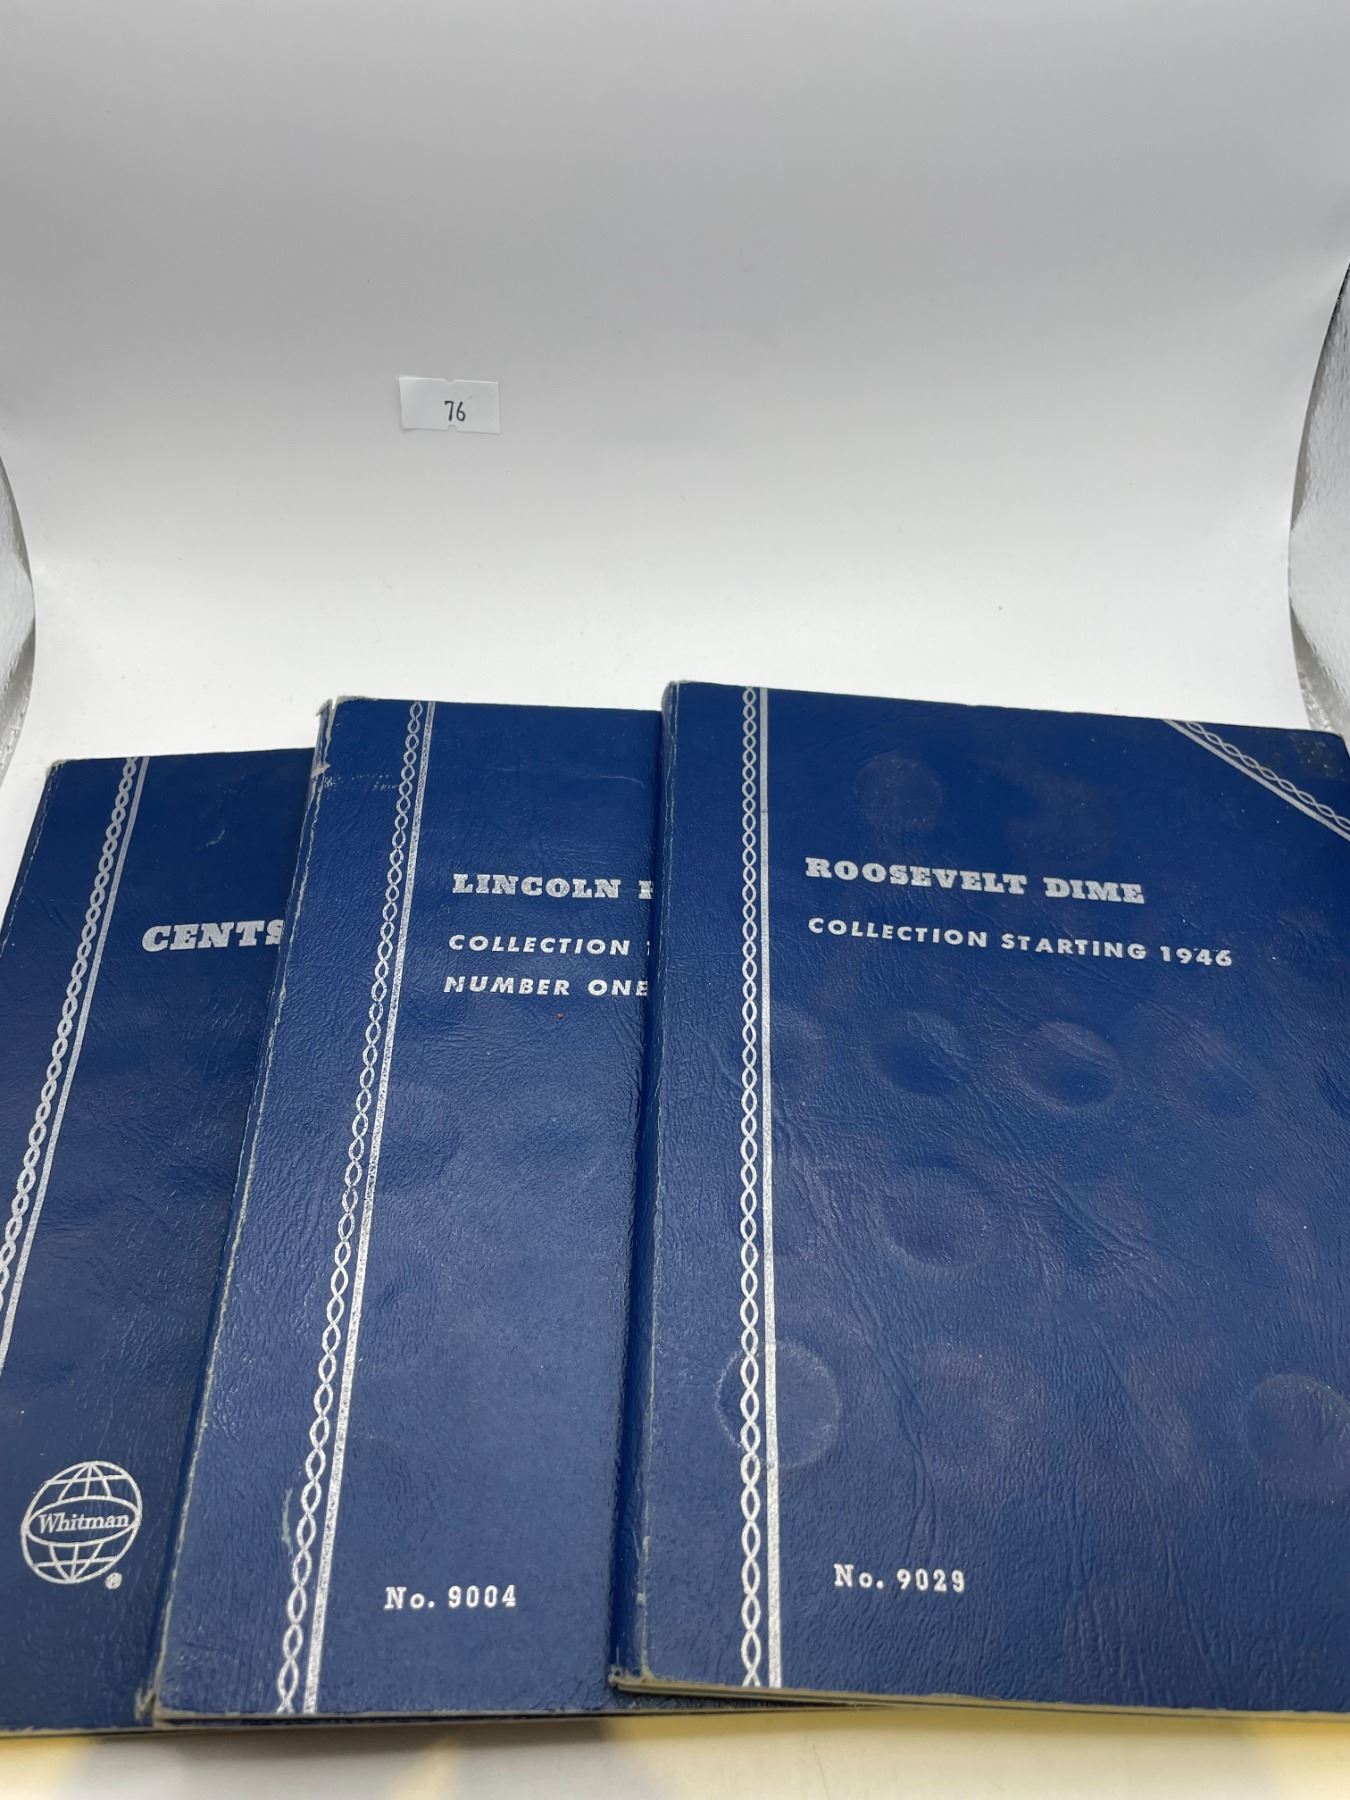 76
CENTS
Whitman
®
LINCOLN
COLLECTION
NUMBER ONE
No. 9004
ROOSEVELT DIME
COLLECTION STARTING 1946
No. 9029